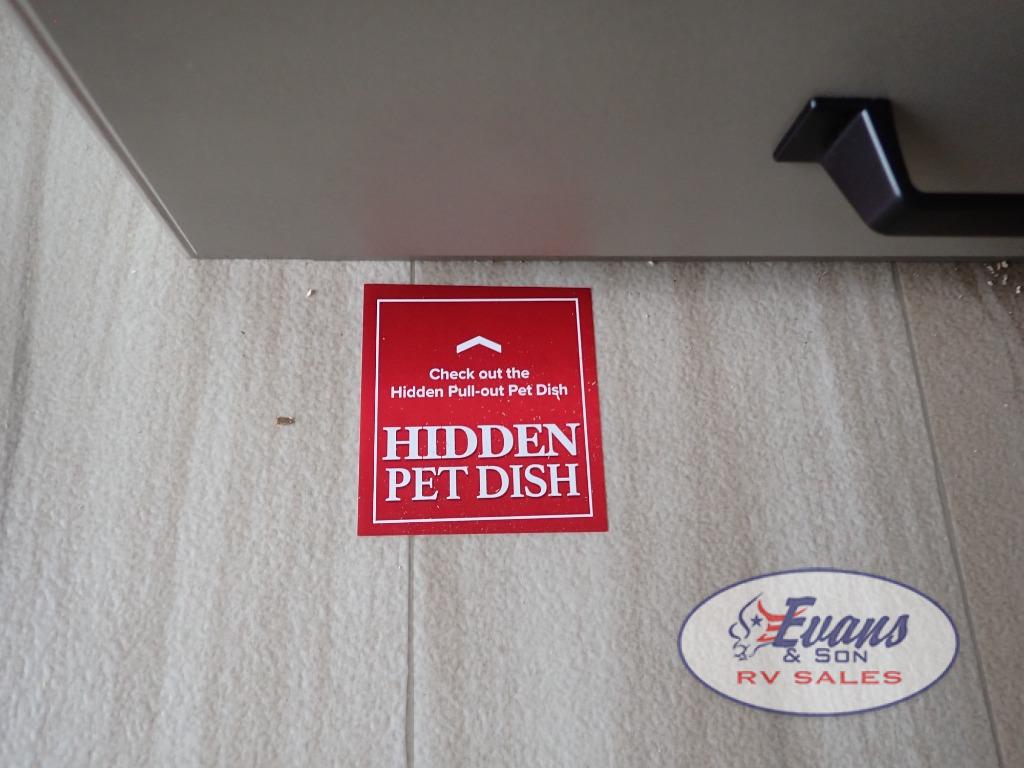 Check out the
Hidden Pull-out Pet Dish
HIDDEN
PET DISH
Evans
& SON
RV SALES